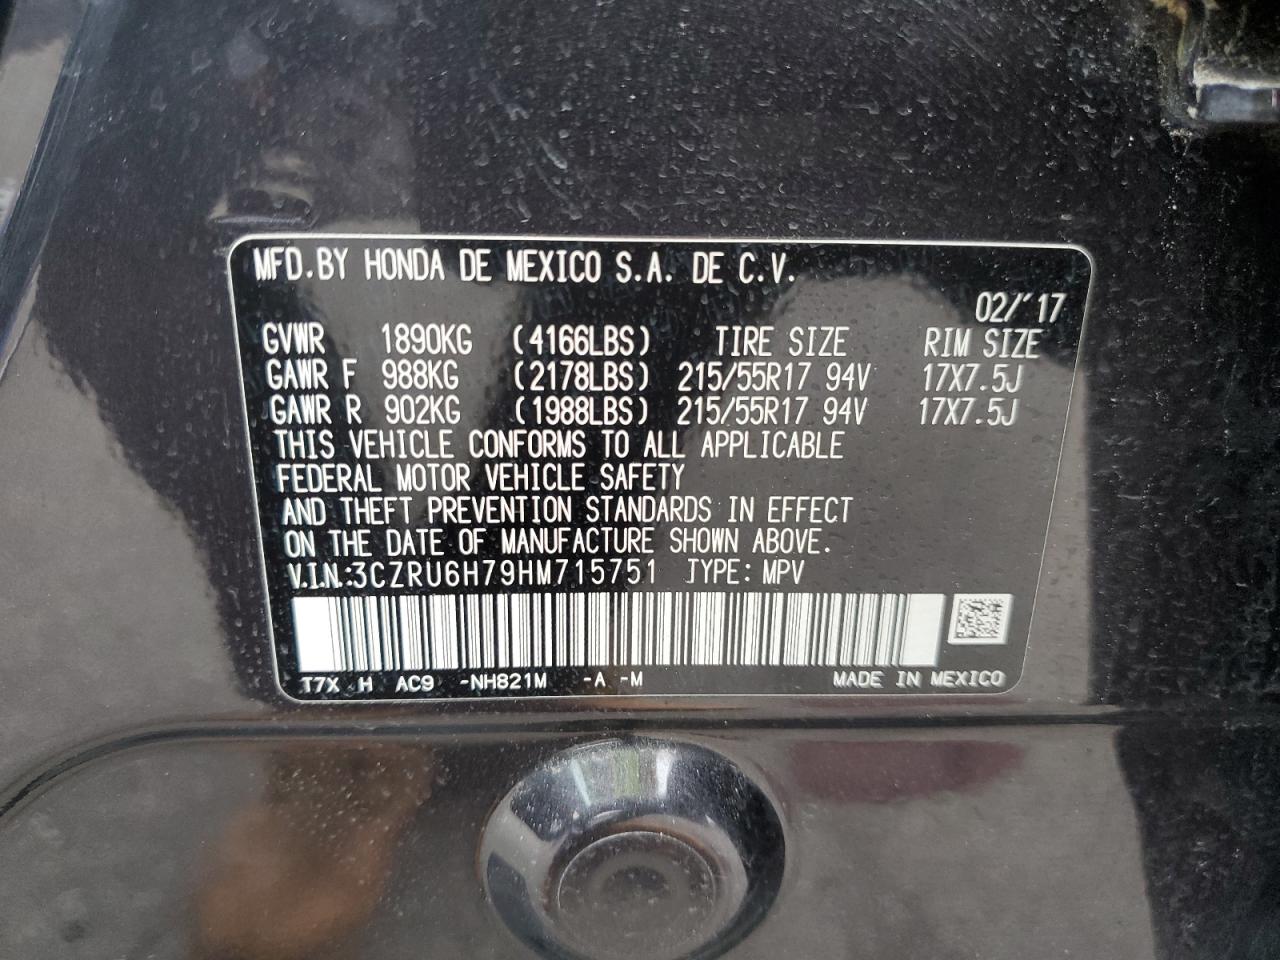 MFD.BY HONDA DE MEXICO S.A. DE C.V.
02/'17
GVWR 1890KG (4166LBS) TIRE SIZE RIM SIZE
GAWR F 988KG (2178LBS) 215/55R17 94V 17X7.5J
GAWR R 902KG (1988LBS) 215/55R17 94V 17X7.5J
THIS VEHICLE CONFORMS TO ALL APPLICABLE
FEDERAL MOTOR VEHICLE SAFETY
AND THEFT PREVENTION STANDARDS IN EFFECT
ON THE DATE OF MANUFACTURE SHOWN ABOVE.
V.I.N.:3CZRU6H79HM715751 TYPE: MPV
T7X H AC9 -NH821M -A -M MADE IN MEXICO